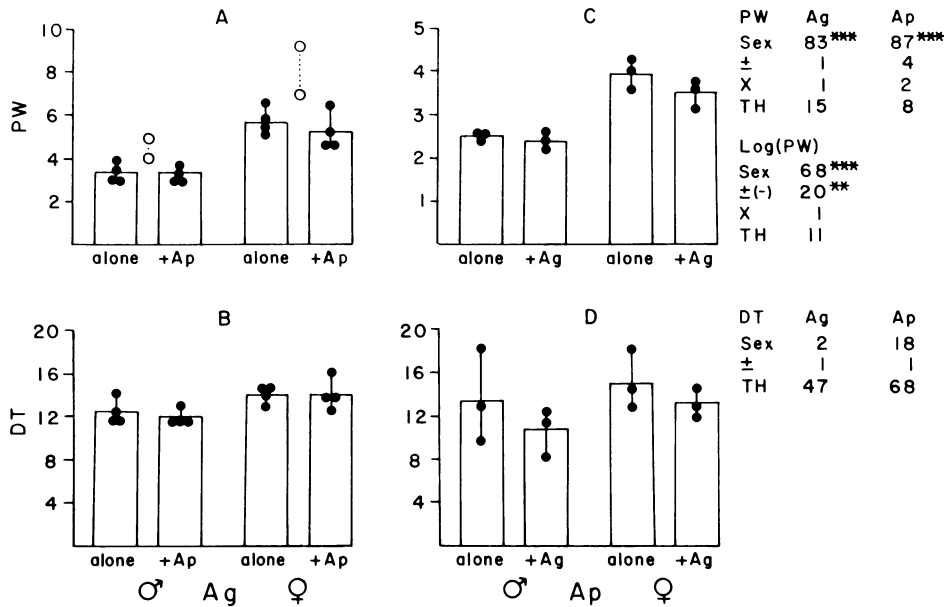 A
10
8
6
4
2
PW
alone +Ap alone +Ap
C
5
4
3
2
1
alone +Ag alone +Ag
PW Ag Ap
Sex 83*** 87***
± 1 4
X 1 2
TH 15 8
Log(PW)
Sex 68***
±(-) 20**
X 1
TH 11
B
20
16
12
8
4
DT
alone +Ap alone +Ap
♂ Ag ♀
D
20
16
12
8
4
alone +Ag alone +Ag
♂ Ap ♀
DT Ag Ap
Sex 2 18
± 1 1
TH 47 68